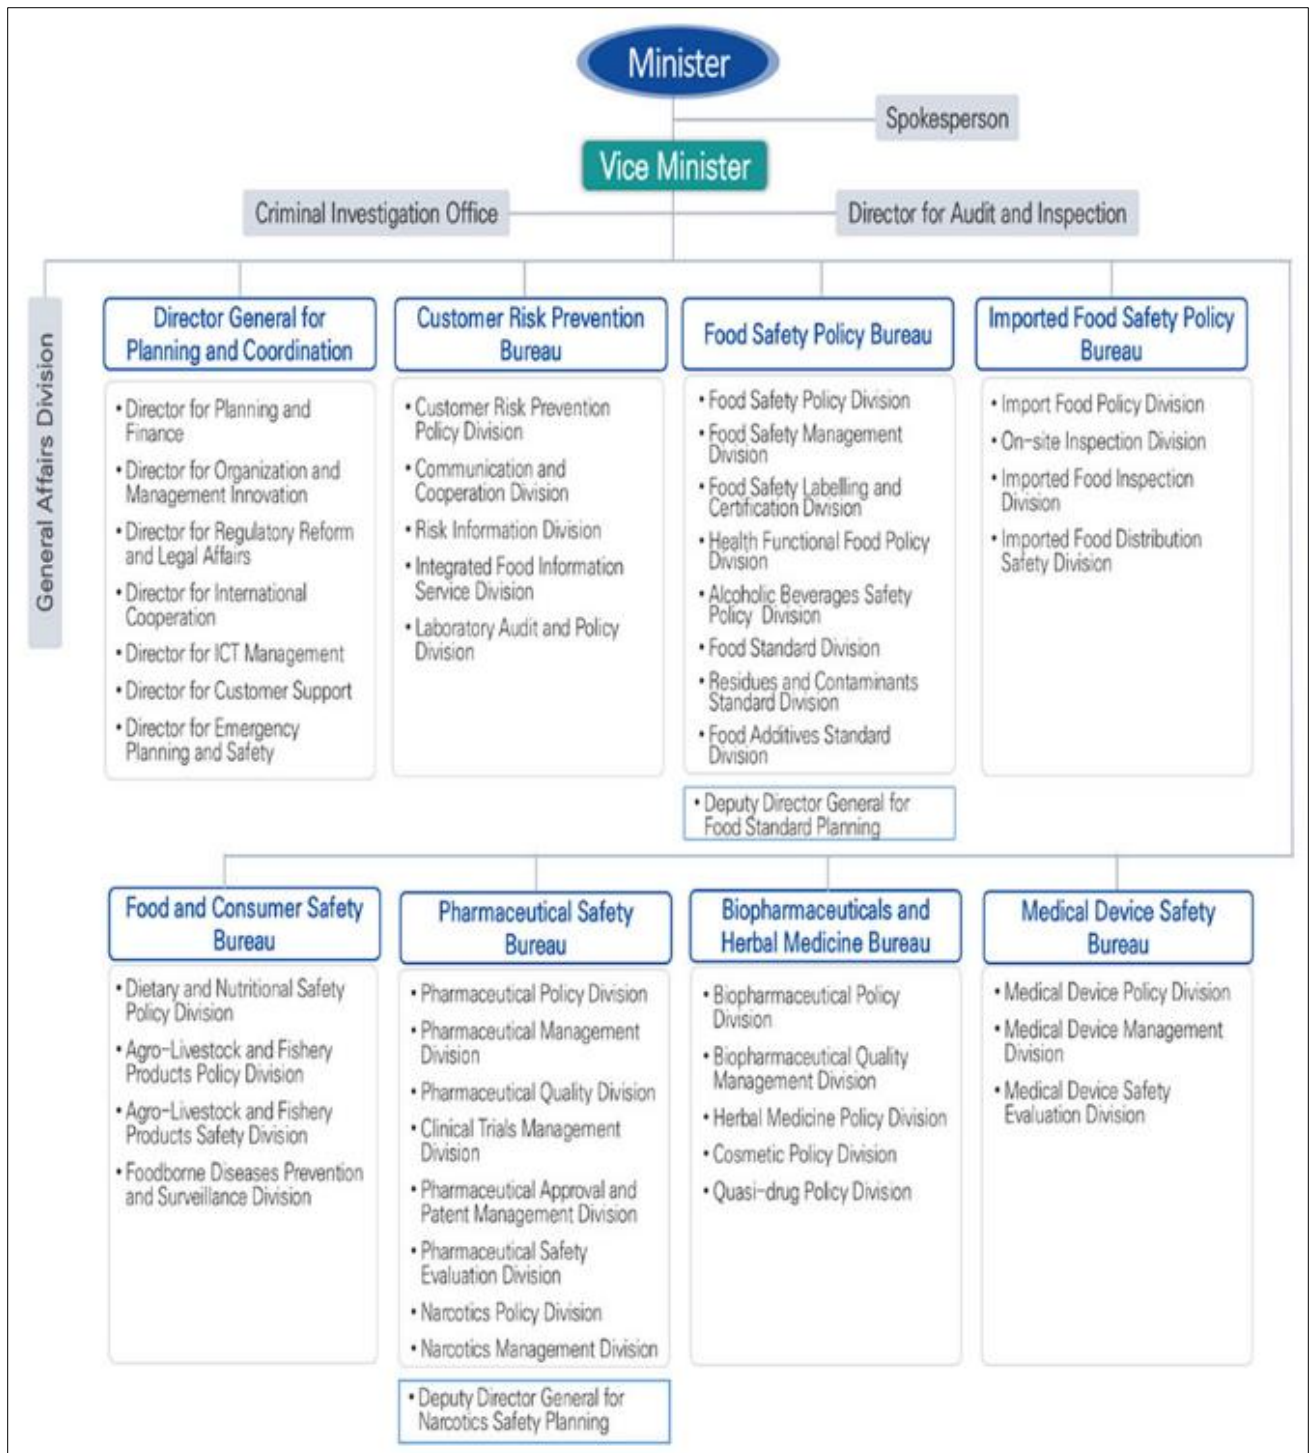 Minister
Spokesperson
Vice Minister
Criminal Investigation Office
Director for Audit and Inspection
General Affairs Division
Director General for
Planning and Coordination
• Director for Planning and
Finance
• Director for Organization and
Management Innovation
• Director for Regulatory Reform
and Legal Affairs
• Director for International
Cooperation
• Director for ICT Management
• Director for Customer Support
• Director for Emergency
Planning and Safety
Customer Risk Prevention
Bureau
• Customer Risk Prevention
Policy Division
• Communication and
Cooperation Division
• Risk Information Division
• Integrated Food Information
Service Division
• Laboratory Audit and Policy
Division
Food Safety Policy Bureau
• Food Safety Policy Division
• Food Safety Management
Division
• Food Safety Labelling and
Certification Division
• Health Functional Food Policy
Division
• Alcoholic Beverages Safety
Policy Division
• Food Standard Division
• Residues and Contaminants
Standard Division
• Food Additives Standard
Division
• Deputy Director General for
Food Standard Planning
Imported Food Safety Policy
Bureau
• Import Food Policy Division
• On-site Inspection Division
• Imported Food Inspection
Division
• Imported Food Distribution
Safety Division
Food and Consumer Safety
Bureau
• Dietary and Nutritional Safety
Policy Division
• Agro-Livestock and Fishery
Products Policy Division
• Agro-Livestock and Fishery
Products Safety Division
• Foodborne Diseases Prevention
and Surveillance Division
Pharmaceutical Safety
Bureau
• Pharmaceutical Policy Division
• Pharmaceutical Management
Division
• Pharmaceutical Quality Division
• Clinical Trials Management
Division
• Pharmaceutical Approval and
Patent Management Division
• Pharmaceutical Safety
Evaluation Division
• Narcotics Policy Division
• Narcotics Management Division
• Deputy Director General for
Narcotics Safety Planning
Biopharmaceuticals and
Herbal Medicine Bureau
• Biopharmaceutical Policy
Division
• Biopharmaceutical Quality
Management Division
• Herbal Medicine Policy Division
• Cosmetic Policy Division
• Quasi-drug Policy Division
Medical Device Safety
Bureau
• Medical Device Policy Division
• Medical Device Management
Division
• Medical Device Safety
Evaluation Division